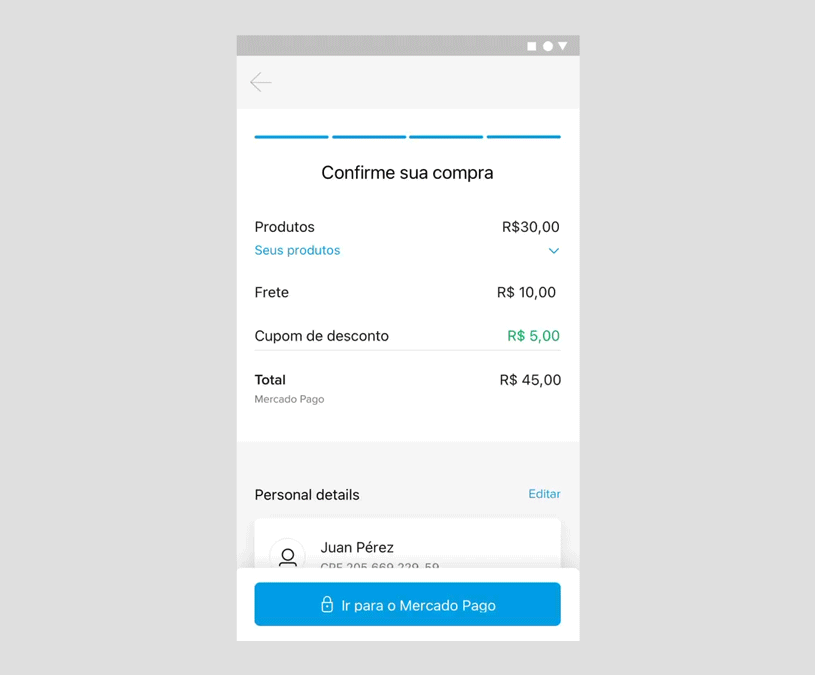 Confirme sua compra
Produtos R$30,00
Seus produtos
Frete R$ 10,00
Cupom de desconto R$ 5,00
Total R$ 45,00
Mercado Pago
Personal details Editar
Juan Pérez
CPF 205.669.229-59
Ir para o Mercado Pago